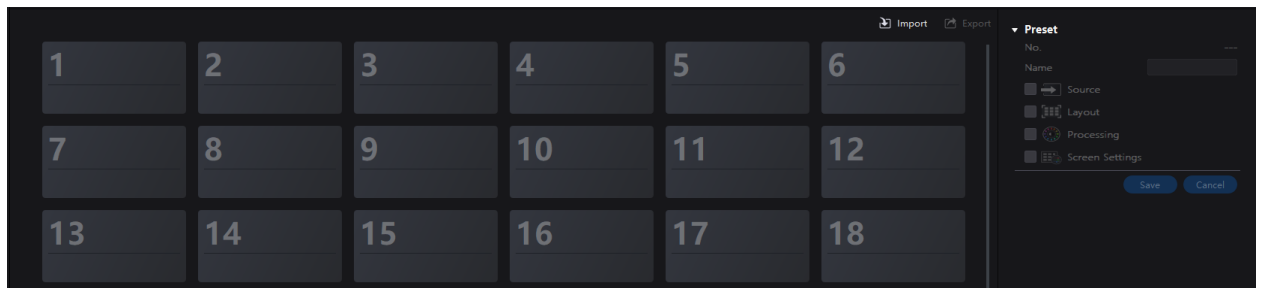 Import Export
1 2 3 4 5 6
7 8 9 10 11 12
13 14 15 16 17 18
Preset
No. ---
Name
Source
Layout
Processing
Screen Settings
Save Cancel